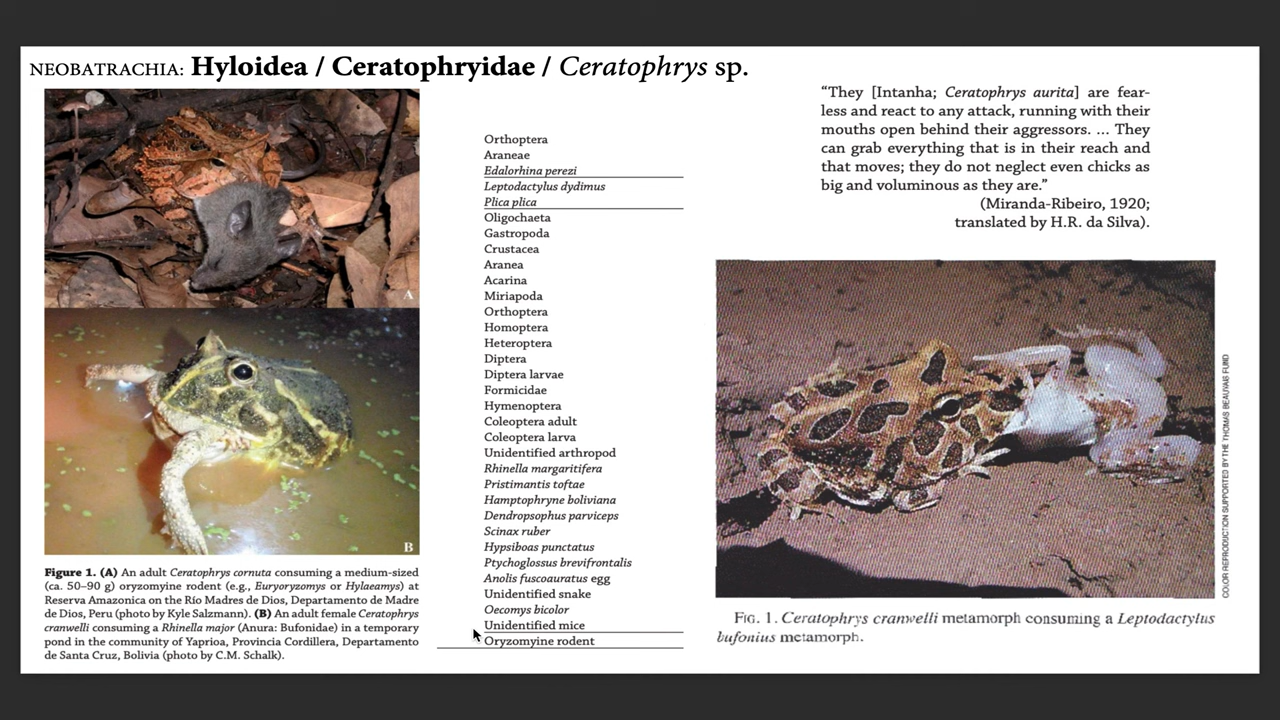 NEOBATRACHIA: Hyloidea / Ceratophryidae / Ceratophrys sp.
A
B
Figure 1. (A) An adult Ceratophrys cornuta consuming a medium-sized
(ca. 50–90 g) oryzomyine rodent (e.g., Euryoryzomys or Hylaeamys) at
Reserva Amazonica on the Río Madres de Dios, Departamento de Madre
de Dios, Peru (photo by Kyle Salzmann). (B) An adult female Ceratophrys
cranwelli consuming a Rhinella major (Anura: Bufonidae) in a temporary
pond in the community of Yaprioa, Provincia Cordillera, Departamento
de Santa Cruz, Bolivia (photo by C.M. Schalk).
Orthoptera
Araneae
Edalorhina perezi
Leptodactylus dydimus
Plica plica
Oligochaeta
Gastropoda
Crustacea
Aranea
Acarina
Miriapoda
Orthoptera
Homoptera
Heteroptera
Diptera
Diptera larvae
Formicidae
Hymenoptera
Coleoptera adult
Coleoptera larva
Unidentified arthropod
Rhinella margaritifera
Pristimantis toftae
Hamptophryne boliviana
Dendropsophus parviceps
Scinax ruber
Hypsiboas punctatus
Ptychoglossus brevifrontalis
Anolis fuscoauratus egg
Unidentified snake
Oecomys bicolor
Unidentified mice
Oryzomyine rodent
“They [Intanha; Ceratophrys aurita] are fear-
less and react to any attack, running with their
mouths open behind their aggressors. ... They
can grab everything that is in their reach and
that moves; they do not neglect even chicks as
big and voluminous as they are.”
(Miranda-Ribeiro, 1920;
translated by H.R. da Silva).
COLOR REPRODUCTION SUPPORTED BY THE THOMAS BEAUVAIS FUND
FIG. 1. Ceratophrys cranwelli metamorph consuming a Leptodactylus
bufonius metamorph.